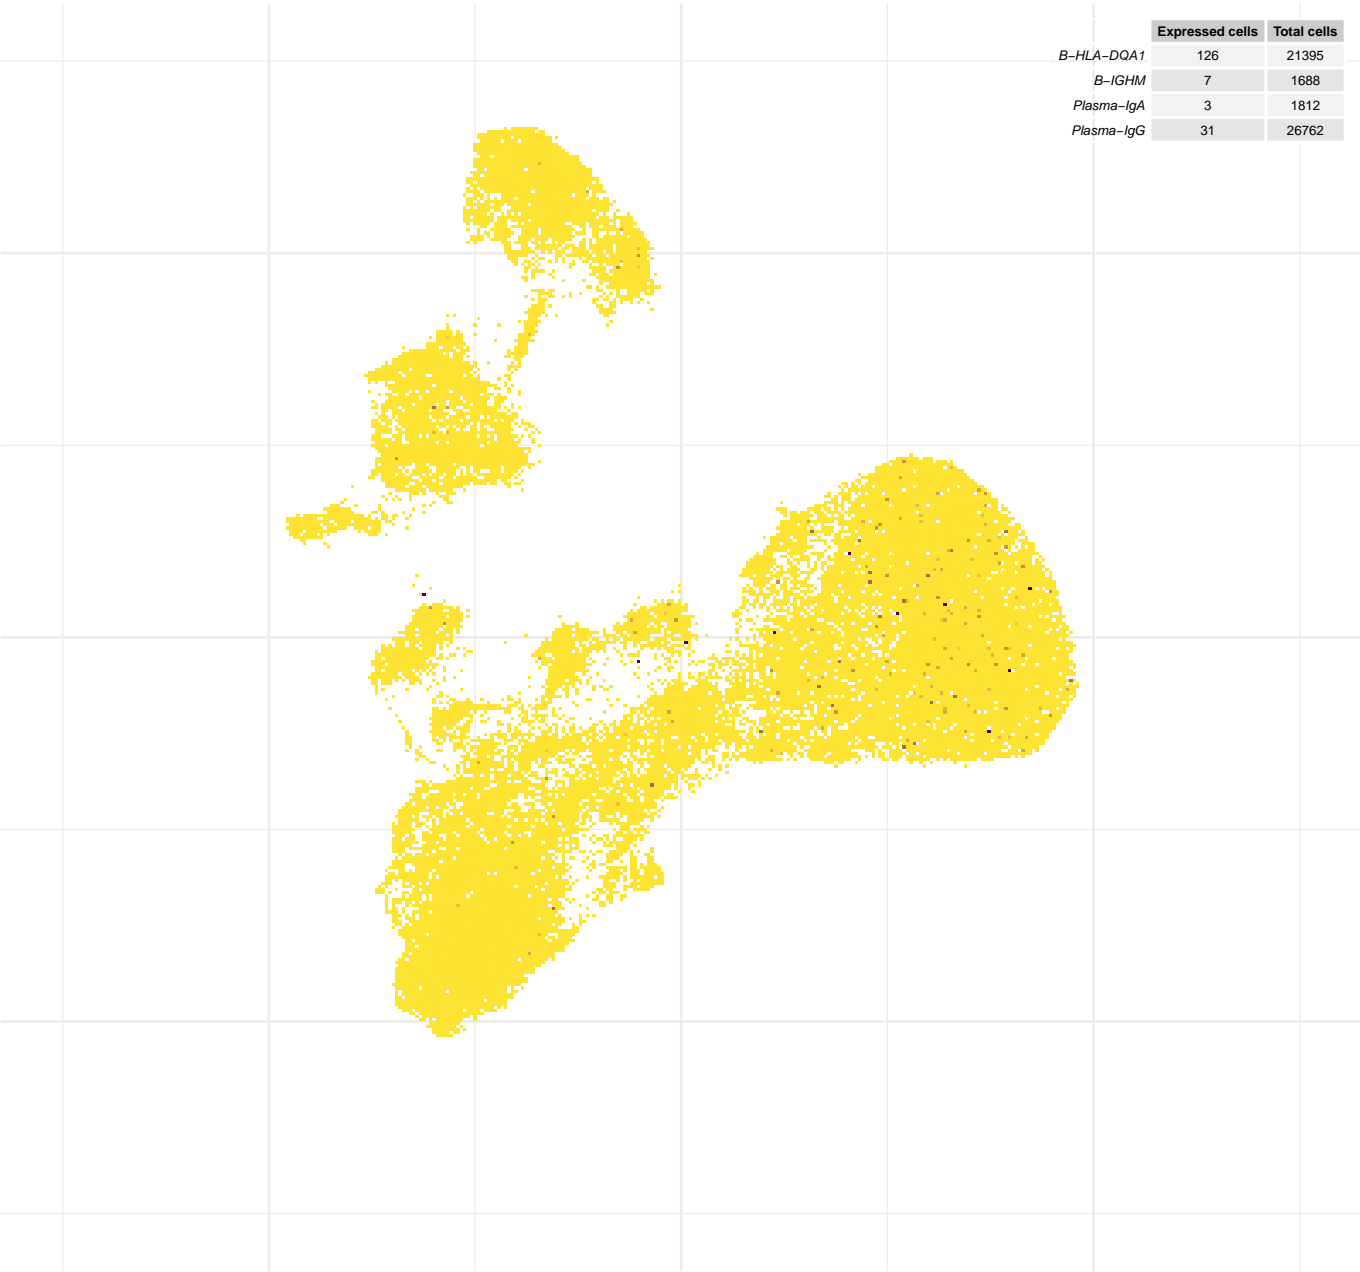 Expressed cells Total cells
B−HLA−DQA1 126 21395
B−IGHM 7 1688
Plasma−IgA 3 1812
Plasma−IgG 31 26762